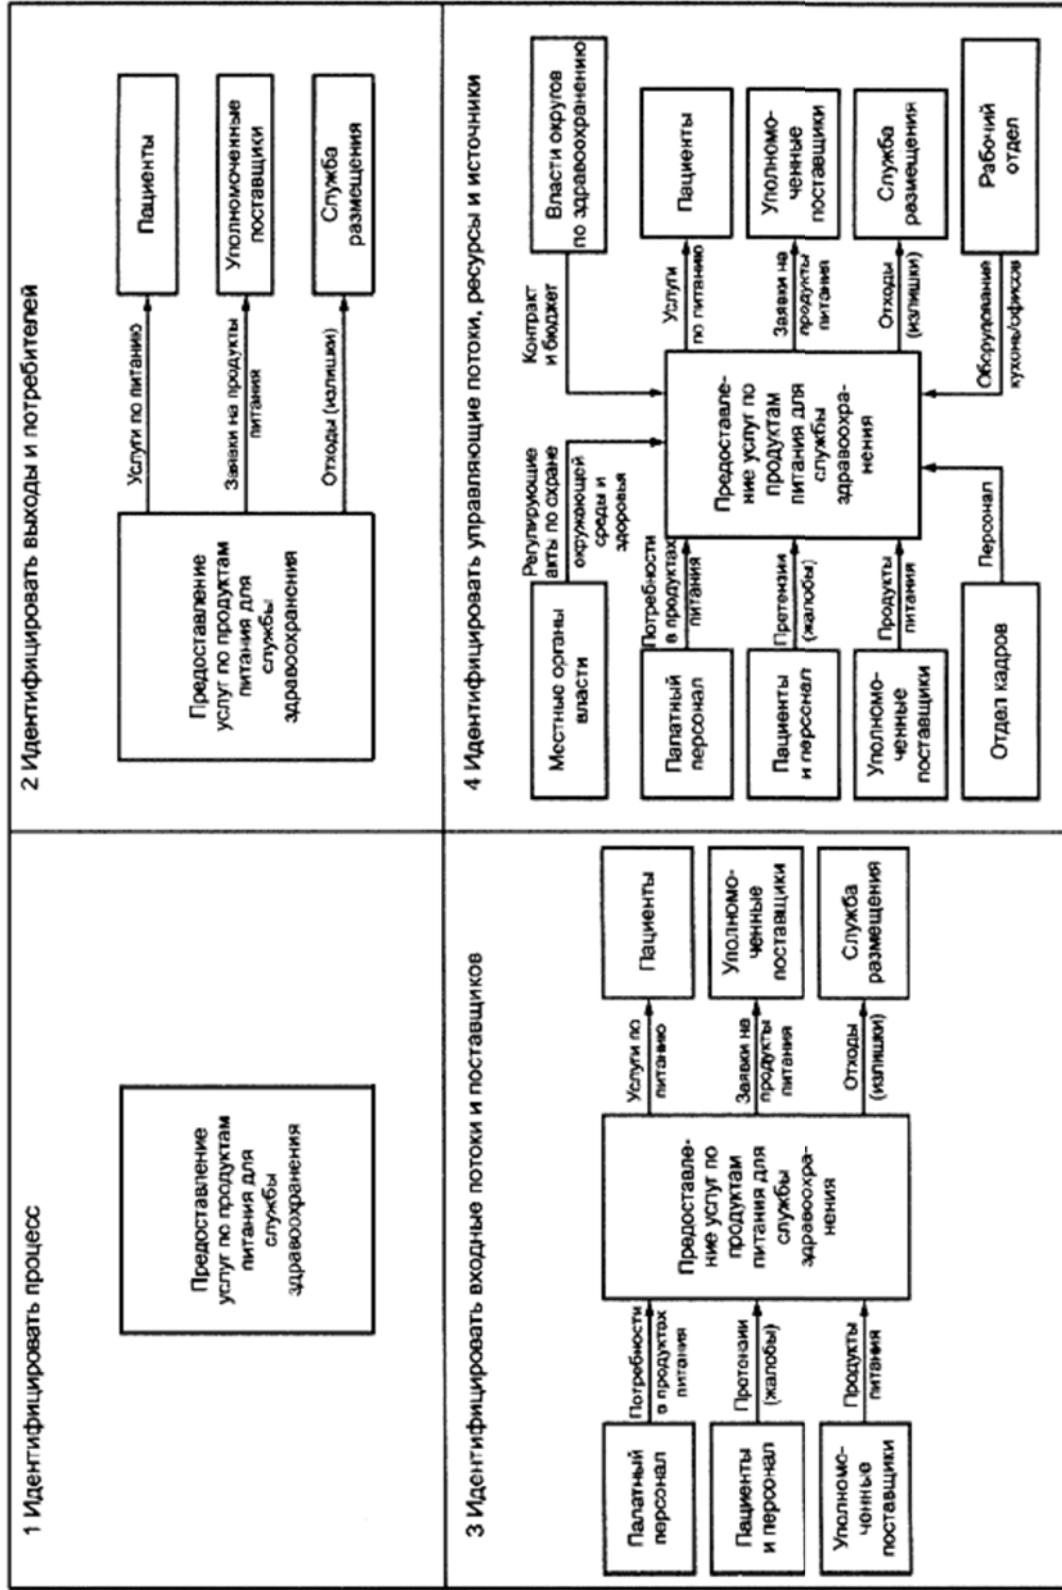 1 Идентифицировать процесс
Предоставление
услуг по продуктам
питания для
службы
здравоохранения
2 Идентифицировать выходы и потребителей
Предоставление
услуг по продуктам
питания для
службы
здравоохранения
Услуги по питанию
Пациенты
Заявки на продукты
питания
Уполномоченные
поставщики
Отходы (излишки)
Служба
размещения
3 Идентифицировать входные потоки и поставщиков
Палатный
персонал
Потребности
в продуктах
питания
Пациенты
и персонал
Претензии
(жалобы)
Уполномо-
ченные
поставщики
Продукты
питания
Предоставле-
ние услуг по
продуктам
питания для
службы
здравоохра-
нения
Услуги по
питанию
Пациенты
Заявки на
продукты
питания
Уполномо-
ченные
поставщики
Отходы
(излишки)
Служба
размещения
4 Идентифицировать управляющие потоки, ресурсы и источники
Местные органы
власти
Регулирующие
акты по охране
окружающей
среды и
здоровья
Контракт
и бюджет
Власти округов
по здравоохранению
Палатный
персонал
Потребности
в продуктах
питания
Пациенты
и персонал
Претензии
(жалобы)
Уполномо-
ченные
поставщики
Продукты
питания
Предоставле-
ние услуг по
продуктам
питания для
службы
здравоохра-
нения
Услуги
по питанию
Пациенты
Заявки на
продукты
питания
Уполномо-
ченные
поставщики
Отходы
(излишки)
Служба
размещения
Отдел кадров
Персонал
Оборудование
кухонь/офисов
Рабочий
отдел